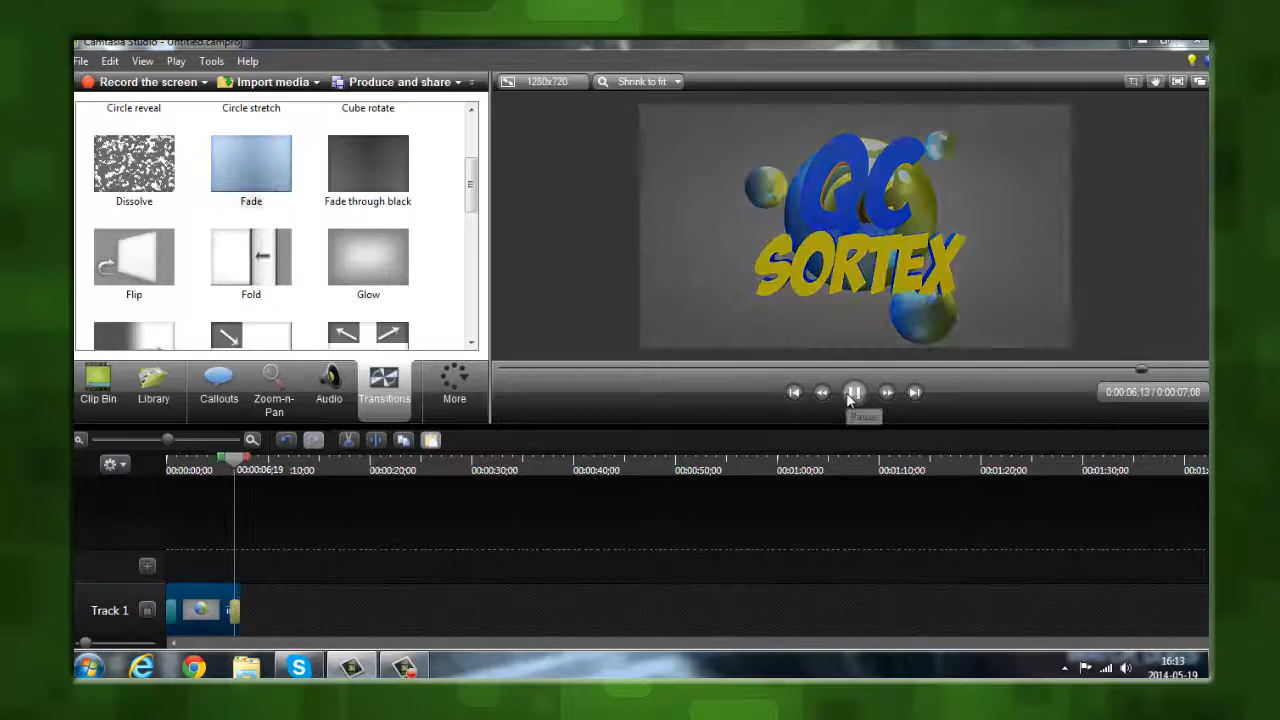 Camtasia Studio - Untitled.camproj
File Edit View Play Tools Help
Record the screen Import media Produce and share
1280x720 Shrink to fit
Circle reveal Circle stretch Cube rotate
Dissolve Fade Fade through black
Flip Fold Glow
QC
SORTEX
Clip Bin Library Callouts Zoom-n-Pan Audio Transitions More
0:00:06;13 / 0:00:07;08
Pause
00:00:00;00 00:00:06;19 :10;00 00:00:20;00 00:00:30;00 00:00:40;00 00:00:50;00 00:01:00;00 00:01:10;00 00:01:20;00 00:01:30;00
Track 1
16:13
2014-05-19